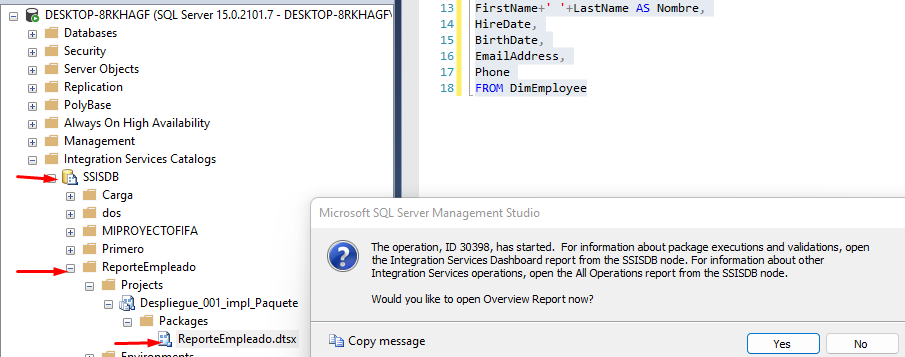 DESKTOP-8RKHAGF (SQL Server 15.0.2101.7 - DESKTOP-8RKHAGF\
Databases
Security
Server Objects
Replication
PolyBase
Always On High Availability
Management
Integration Services Catalogs
SSISDB
Carga
dos
MIPROYECTOFIFA
Primero
ReporteEmpleado
Projects
Despliegue_001_impl_Paquete
Packages
ReporteEmpleado.dtsx
Environments
13 FirstName+' '+LastName AS Nombre,
14 HireDate,
15 BirthDate,
16 EmailAddress,
17 Phone
18 FROM DimEmployee
Microsoft SQL Server Management Studio
The operation, ID 30398, has started.  For information about package executions and validations, open
the Integration Services Dashboard report from the SSISDB node. For information about other
Integration Services operations, open the All Operations report from the SSISDB node.
Would you like to open Overview Report now?
Copy message
Yes
No